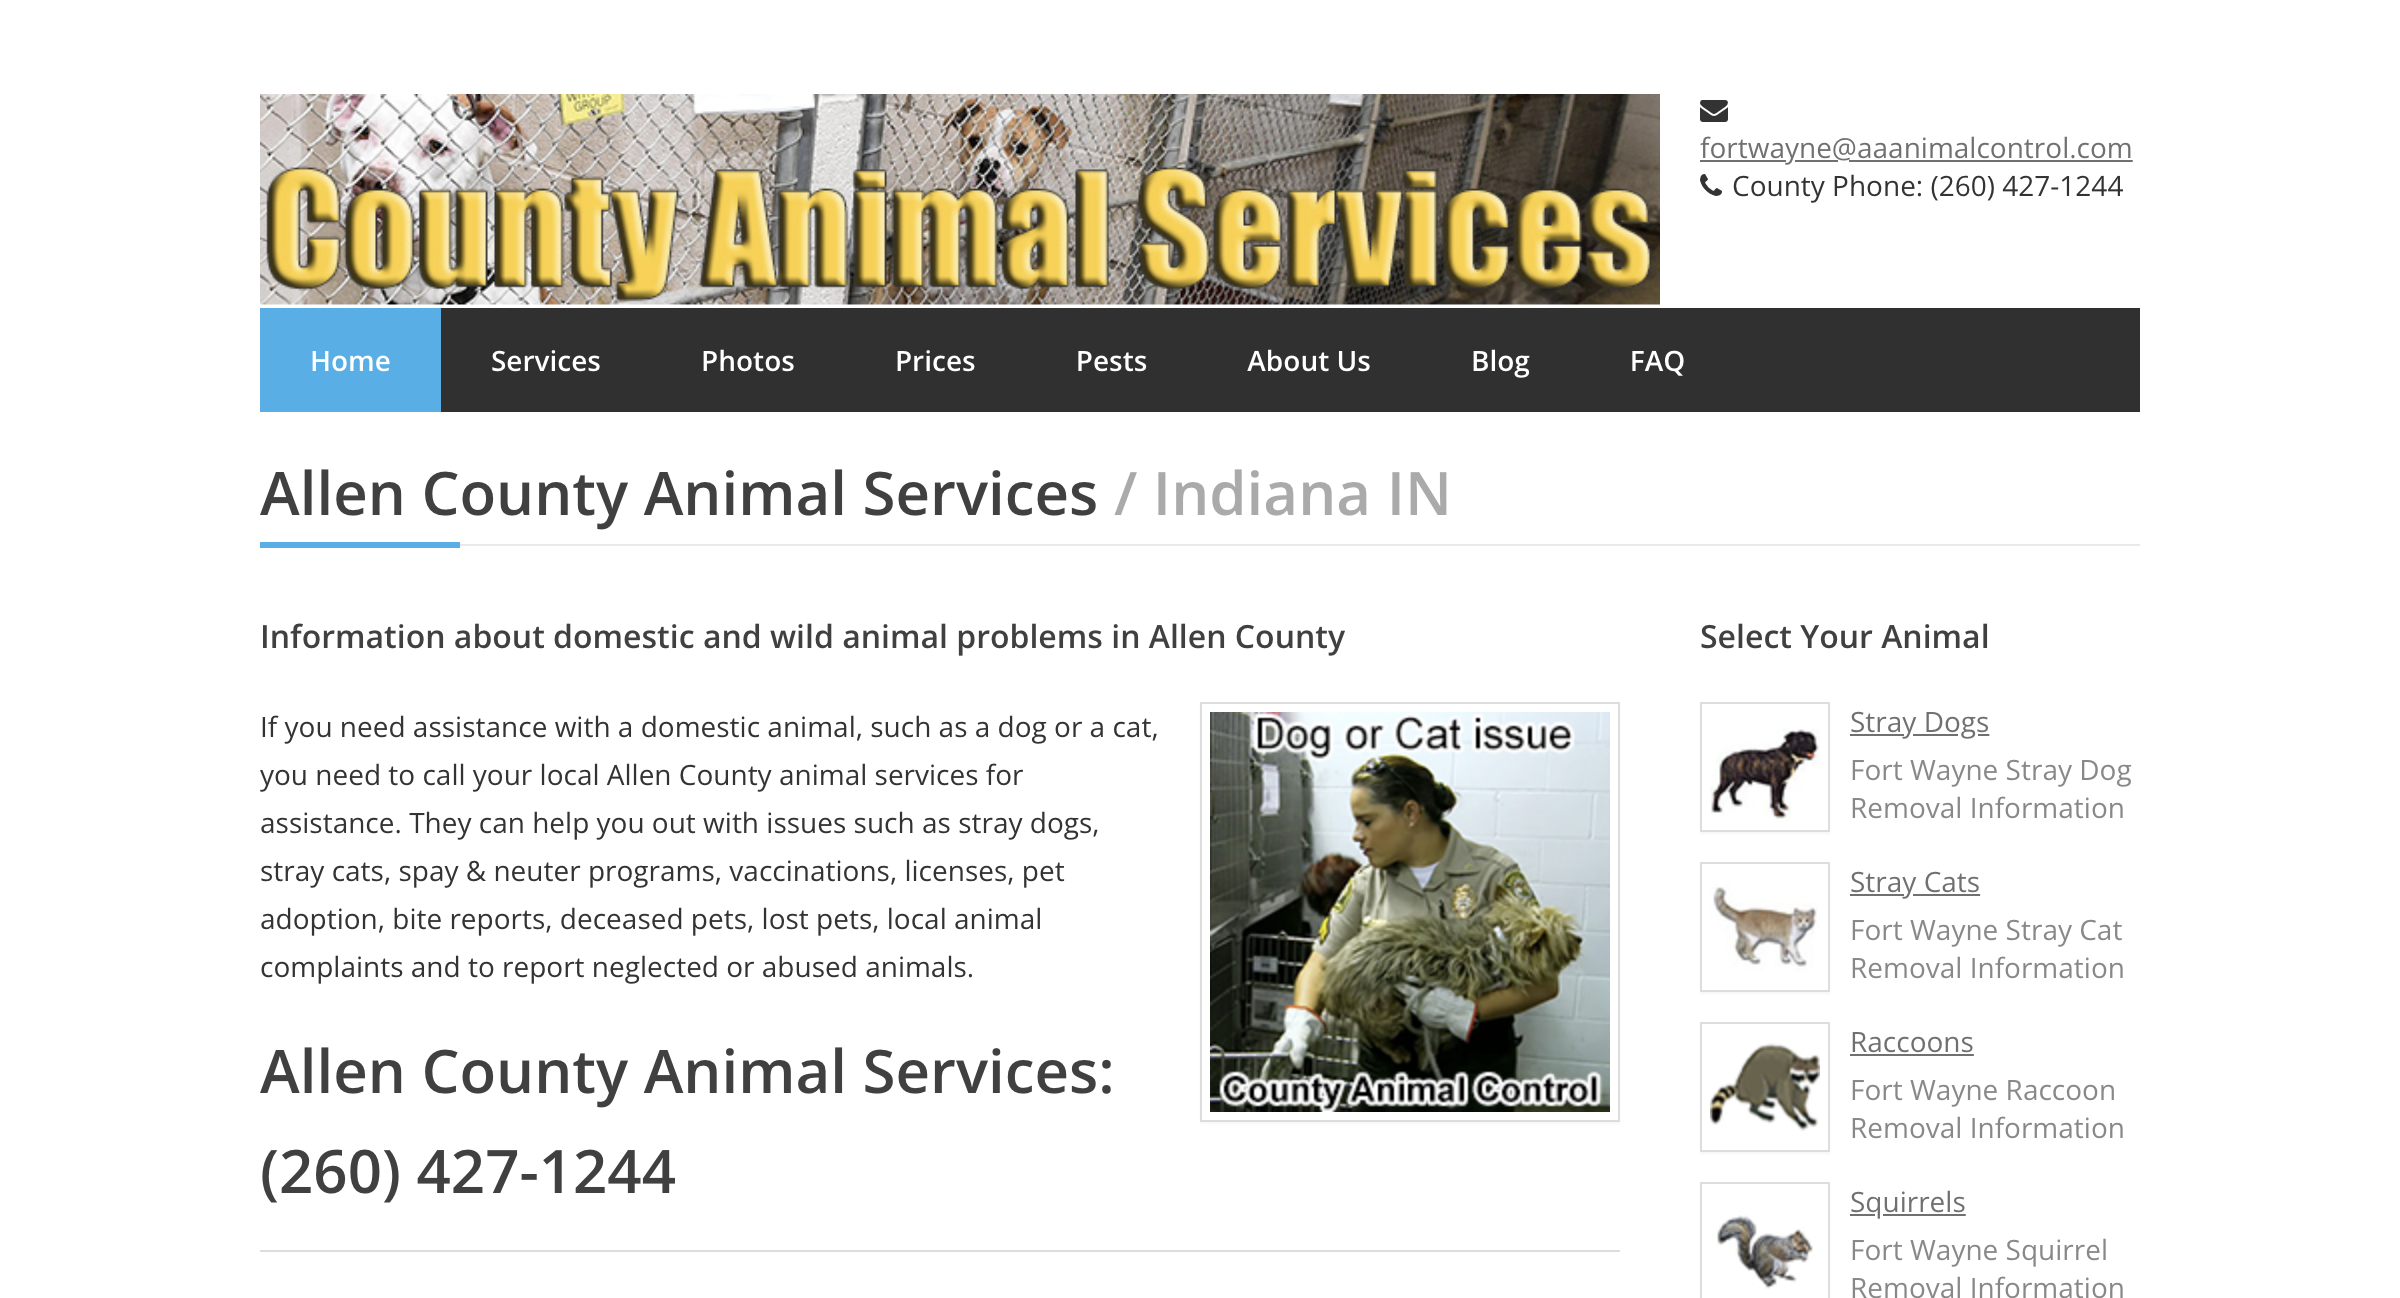 WI
GROUP
County Animal Services
fortwayne@aaanimalcontrol.com
County Phone: (260) 427-1244
Home Services Photos Prices Pests About Us Blog FAQ
Allen County Animal Services / Indiana IN
Information about domestic and wild animal problems in Allen County
If you need assistance with a domestic animal, such as a dog or a cat,
you need to call your local Allen County animal services for
assistance. They can help you out with issues such as stray dogs,
stray cats, spay & neuter programs, vaccinations, licenses, pet
adoption, bite reports, deceased pets, lost pets, local animal
complaints and to report neglected or abused animals.
Allen County Animal Services:
(260) 427-1244
Dog or Cat issue
County Animal Control
Select Your Animal
Stray Dogs
Fort Wayne Stray Dog
Removal Information
Stray Cats
Fort Wayne Stray Cat
Removal Information
Raccoons
Fort Wayne Raccoon
Removal Information
Squirrels
Fort Wayne Squirrel
Removal Information